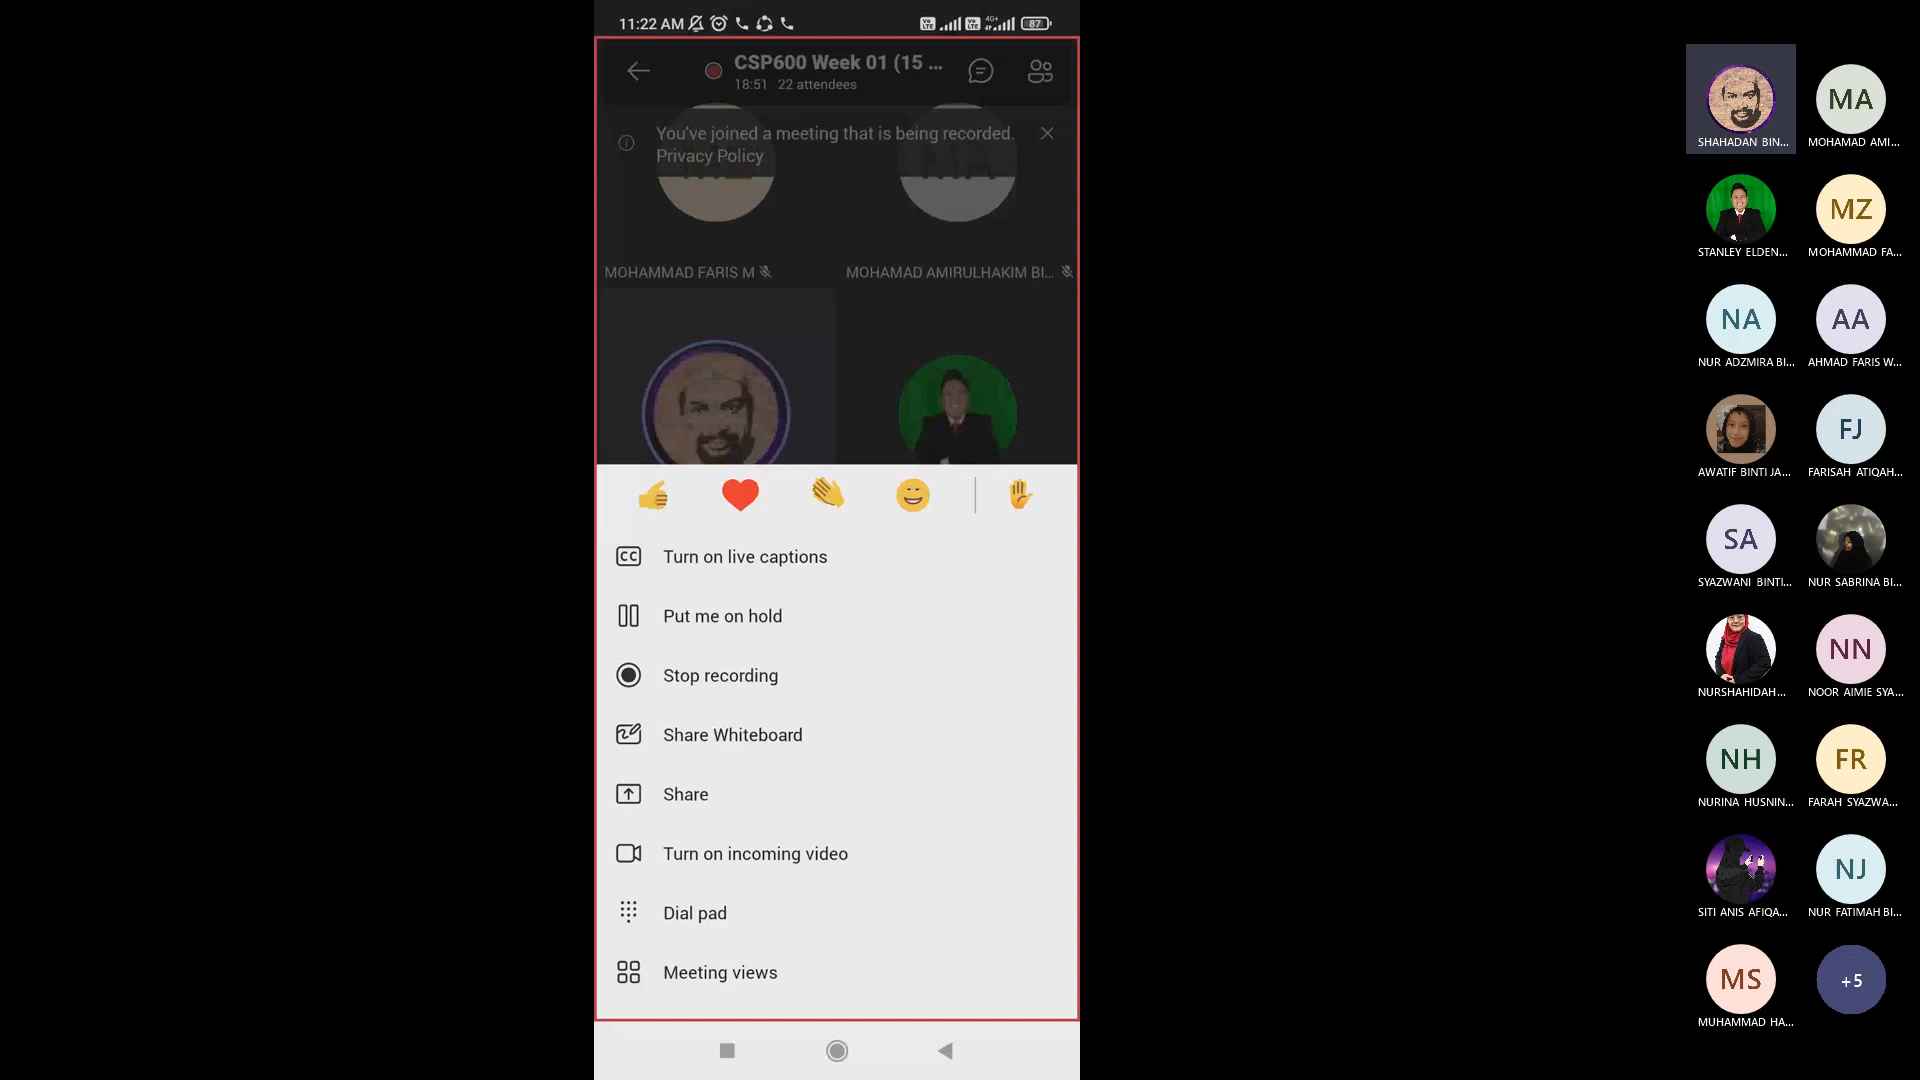 11:22 AM
Vo LTE Vo LTE 4G+ 87
CSP600 Week 01 (15 ...
18:51 22 attendees
You've joined a meeting that is being recorded.
Privacy Policy
MOHAMMAD FARIS M
MOHAMAD AMIRULHAKIM BI...
Turn on live captions
Put me on hold
Stop recording
Share Whiteboard
Share
Turn on incoming video
Dial pad
Meeting views
SHAHADAN BIN...
MA
MOHAMAD AMI...
STANLEY ELDEN...
MZ
MOHAMMAD FA...
NA
NUR ADZMIRA BI...
AA
AHMAD FARIS W...
AWATIF BINTI JA...
FJ
FARISAH ATIQAH...
SA
SYAZWANI BINTI...
NUR SABRINA BI...
NURSHAHIDAH...
NN
NOOR AIMIE SYA...
NH
NURINA HUSNIN...
FR
FARAH SYAZWA...
SITI ANIS AFIQA...
NJ
NUR FATIMAH BI...
MS
MUHAMMAD HA...
+5